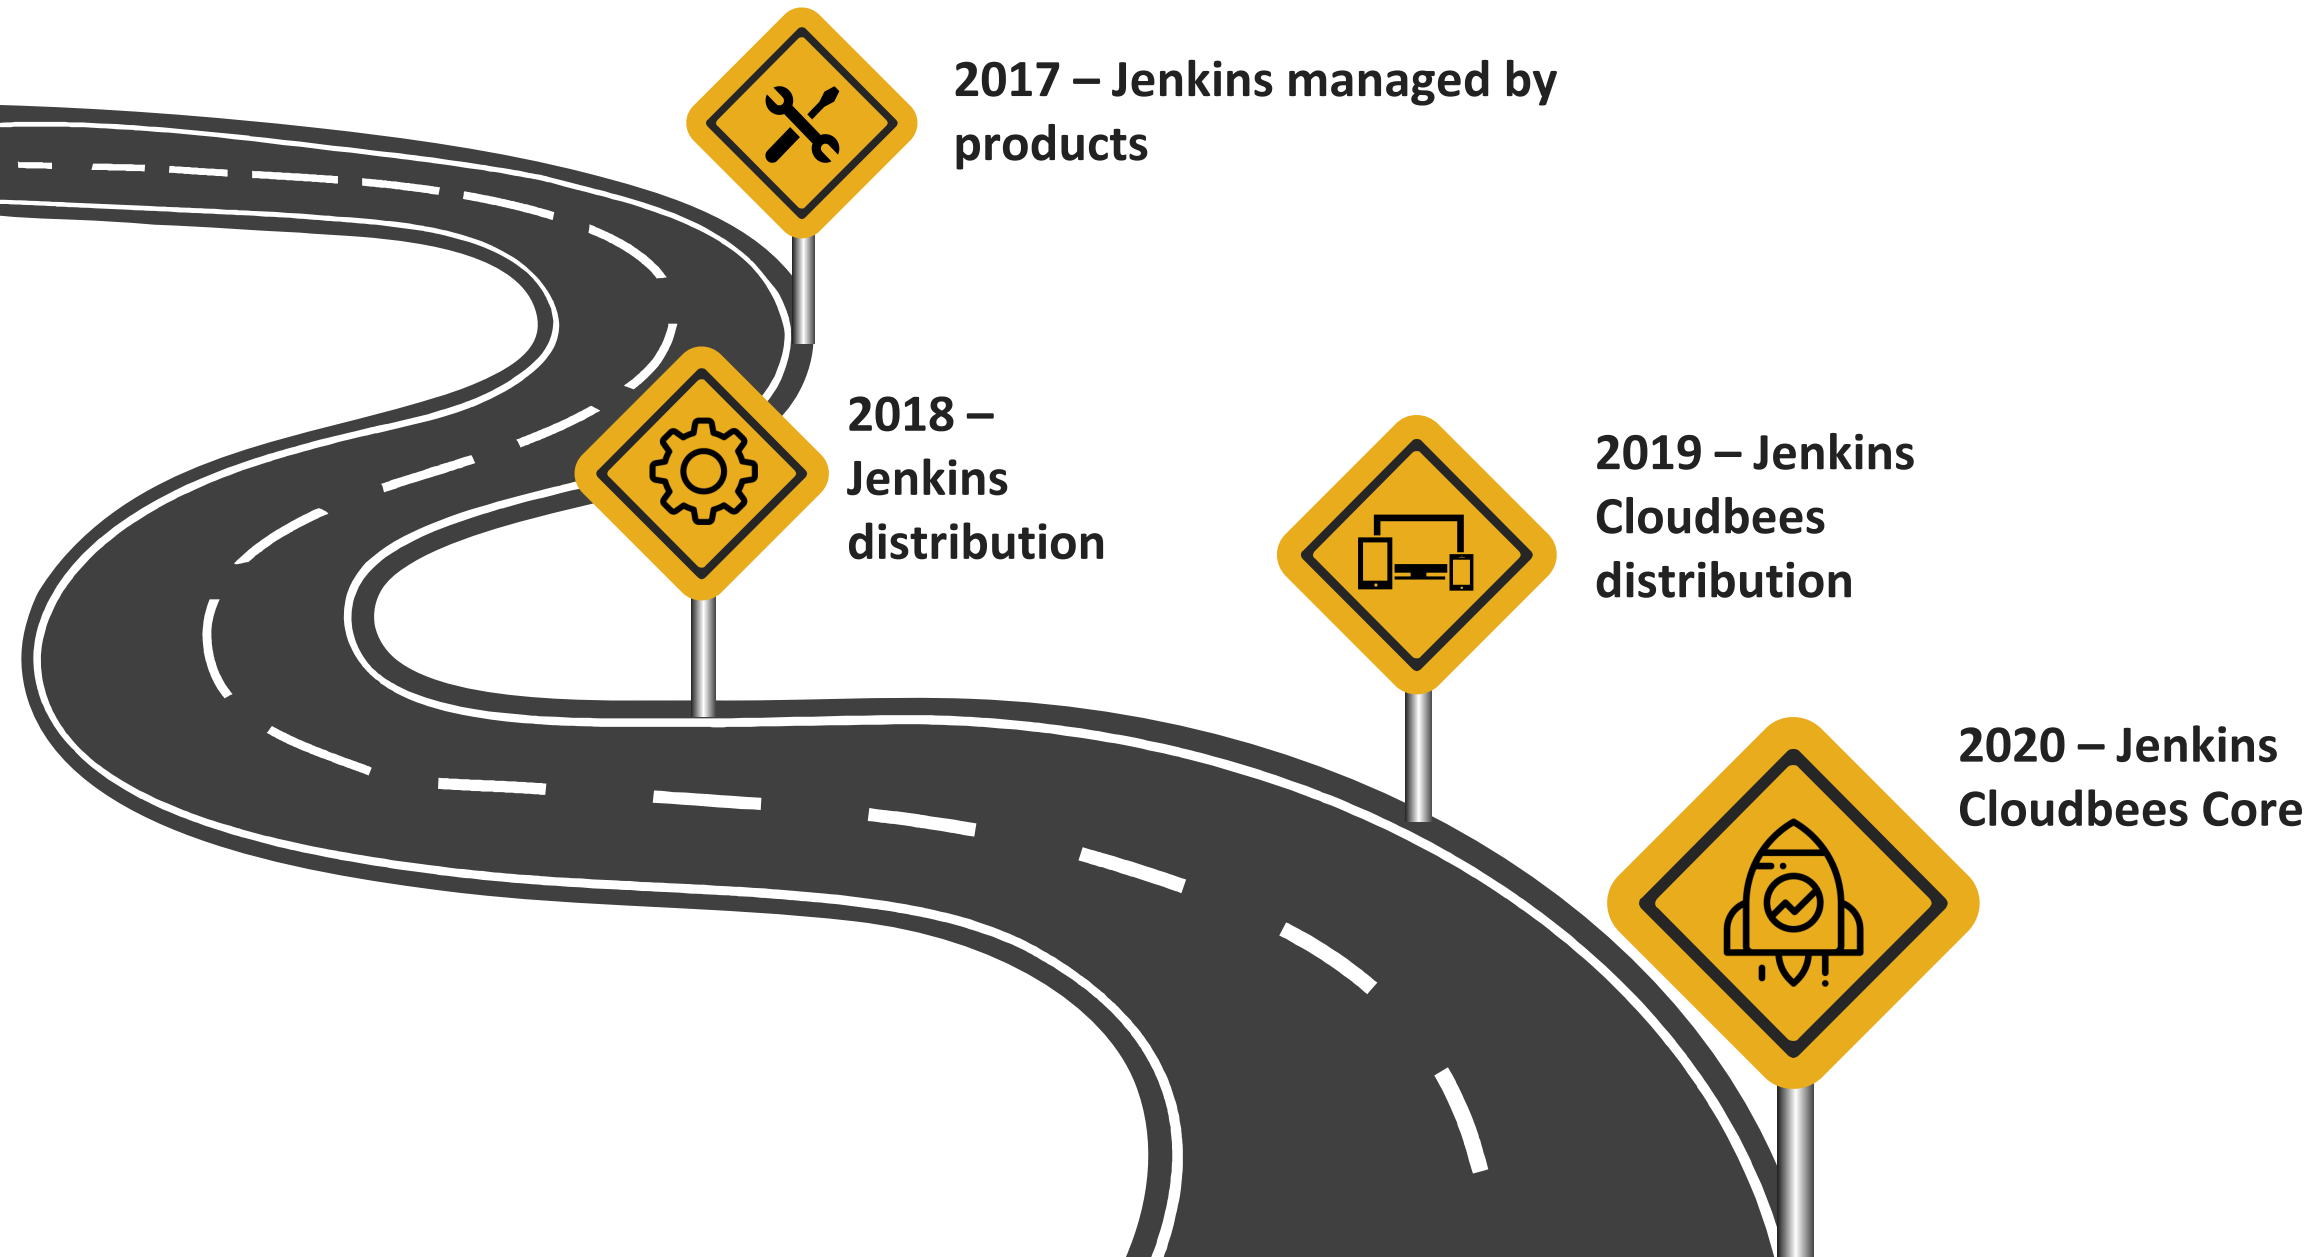 2017 – Jenkins managed by
products
2018 –
Jenkins
distribution
2019 – Jenkins
Cloudbees
distribution
2020 – Jenkins
Cloudbees Core